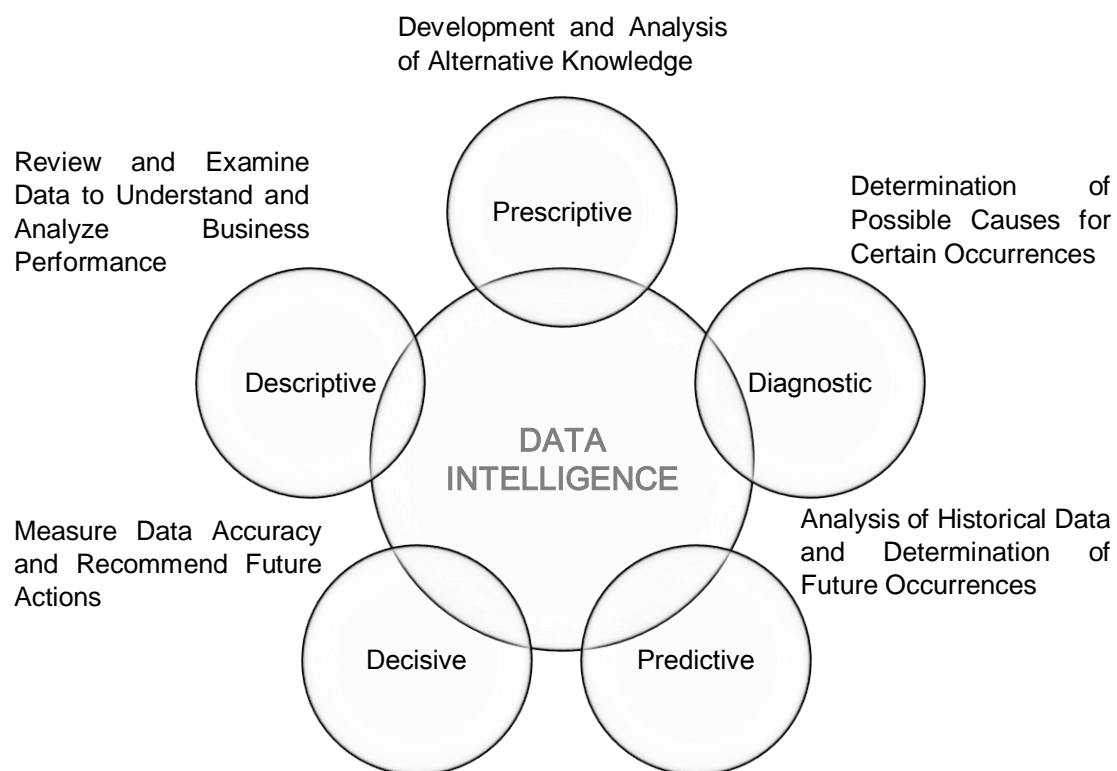 Development and Analysis
of Alternative Knowledge
Prescriptive
Review and Examine
Data to Understand and
Analyze Business
Performance
Determination of
Possible Causes for
Certain Occurrences
Descriptive
Diagnostic
DATA
INTELLIGENCE
Measure Data Accuracy
and Recommend Future
Actions
Analysis of Historical Data
and Determination of
Future Occurrences
Decisive
Predictive